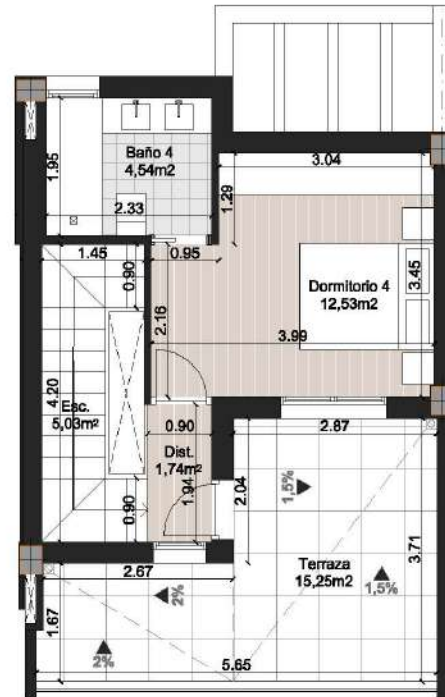 Baño 4
4,54m2
1.95
2.33
3.04
1.29
1.45
0.90
0.95
Dormitorio 4
12,53m2
3.45
2.16
3.99
4.20
Esc.
5,03m²
0.90
2.87
Dist.
1,74m²
1.94
0.90
2.04
1,5%
Terraza
15,25m2
3.71
2.67
1,5%
2%
1.67
2%
5.65